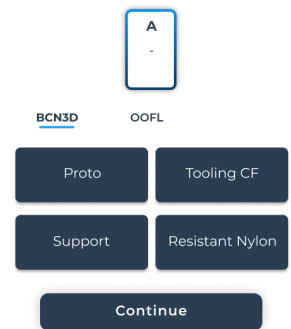 A
-
BCN3D OOFL
Proto Tooling CF
Support Resistant Nylon
Continue